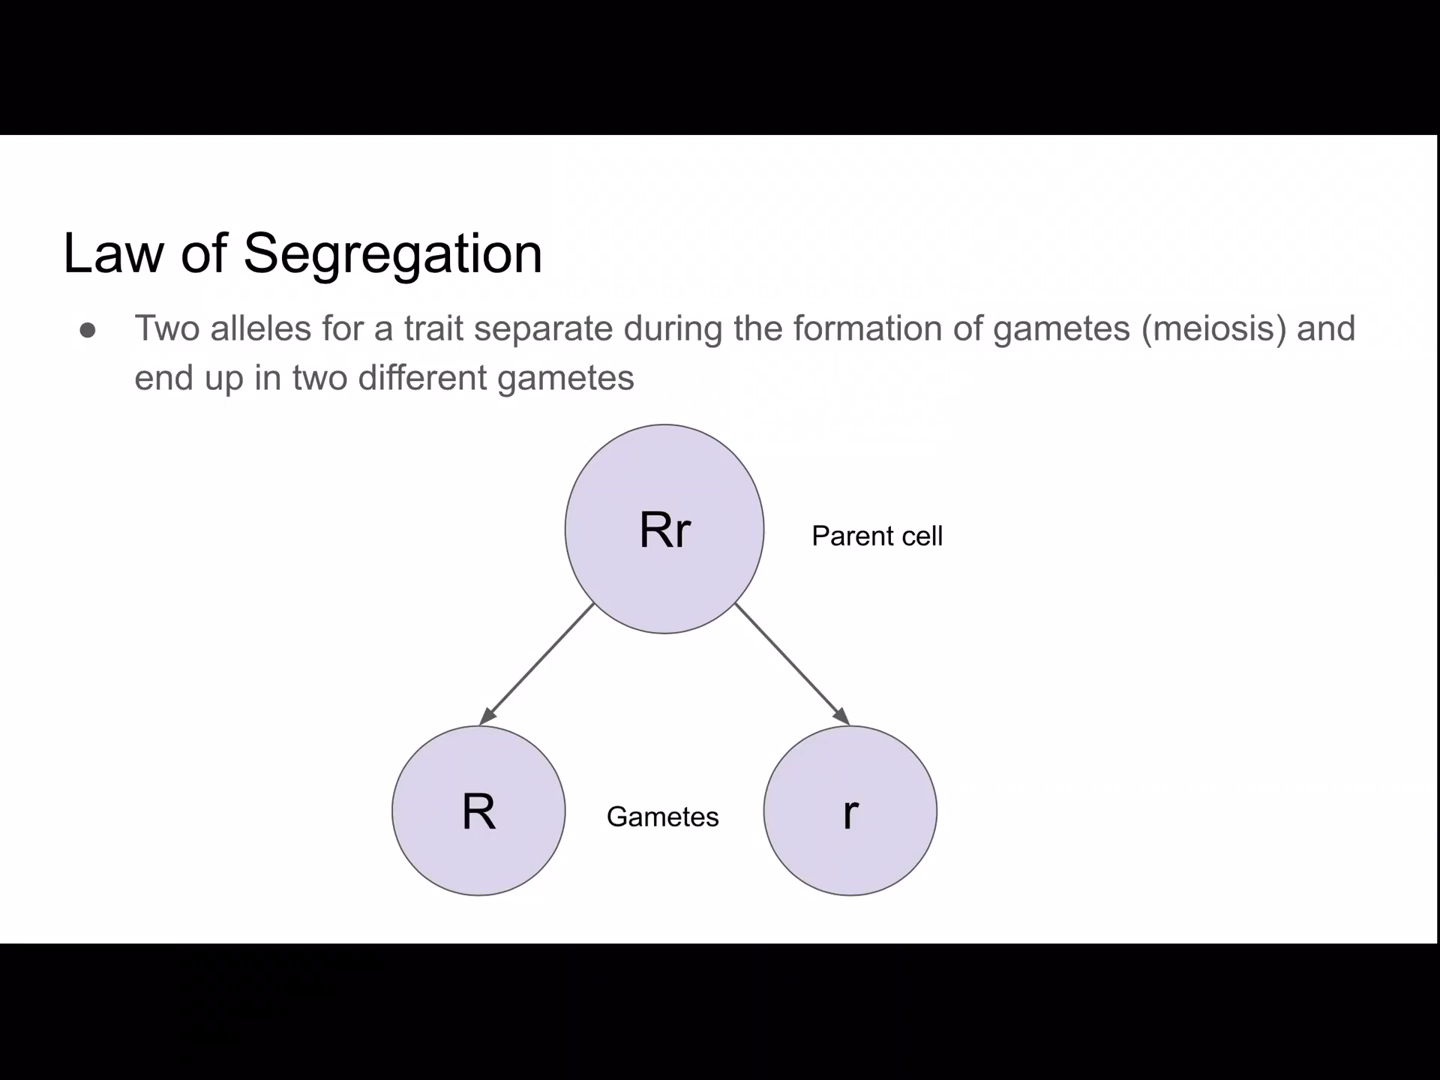 Law of Segregation
● Two alleles for a trait separate during the formation of gametes (meiosis) and
end up in two different gametes
Rr
Parent cell
R
Gametes
r